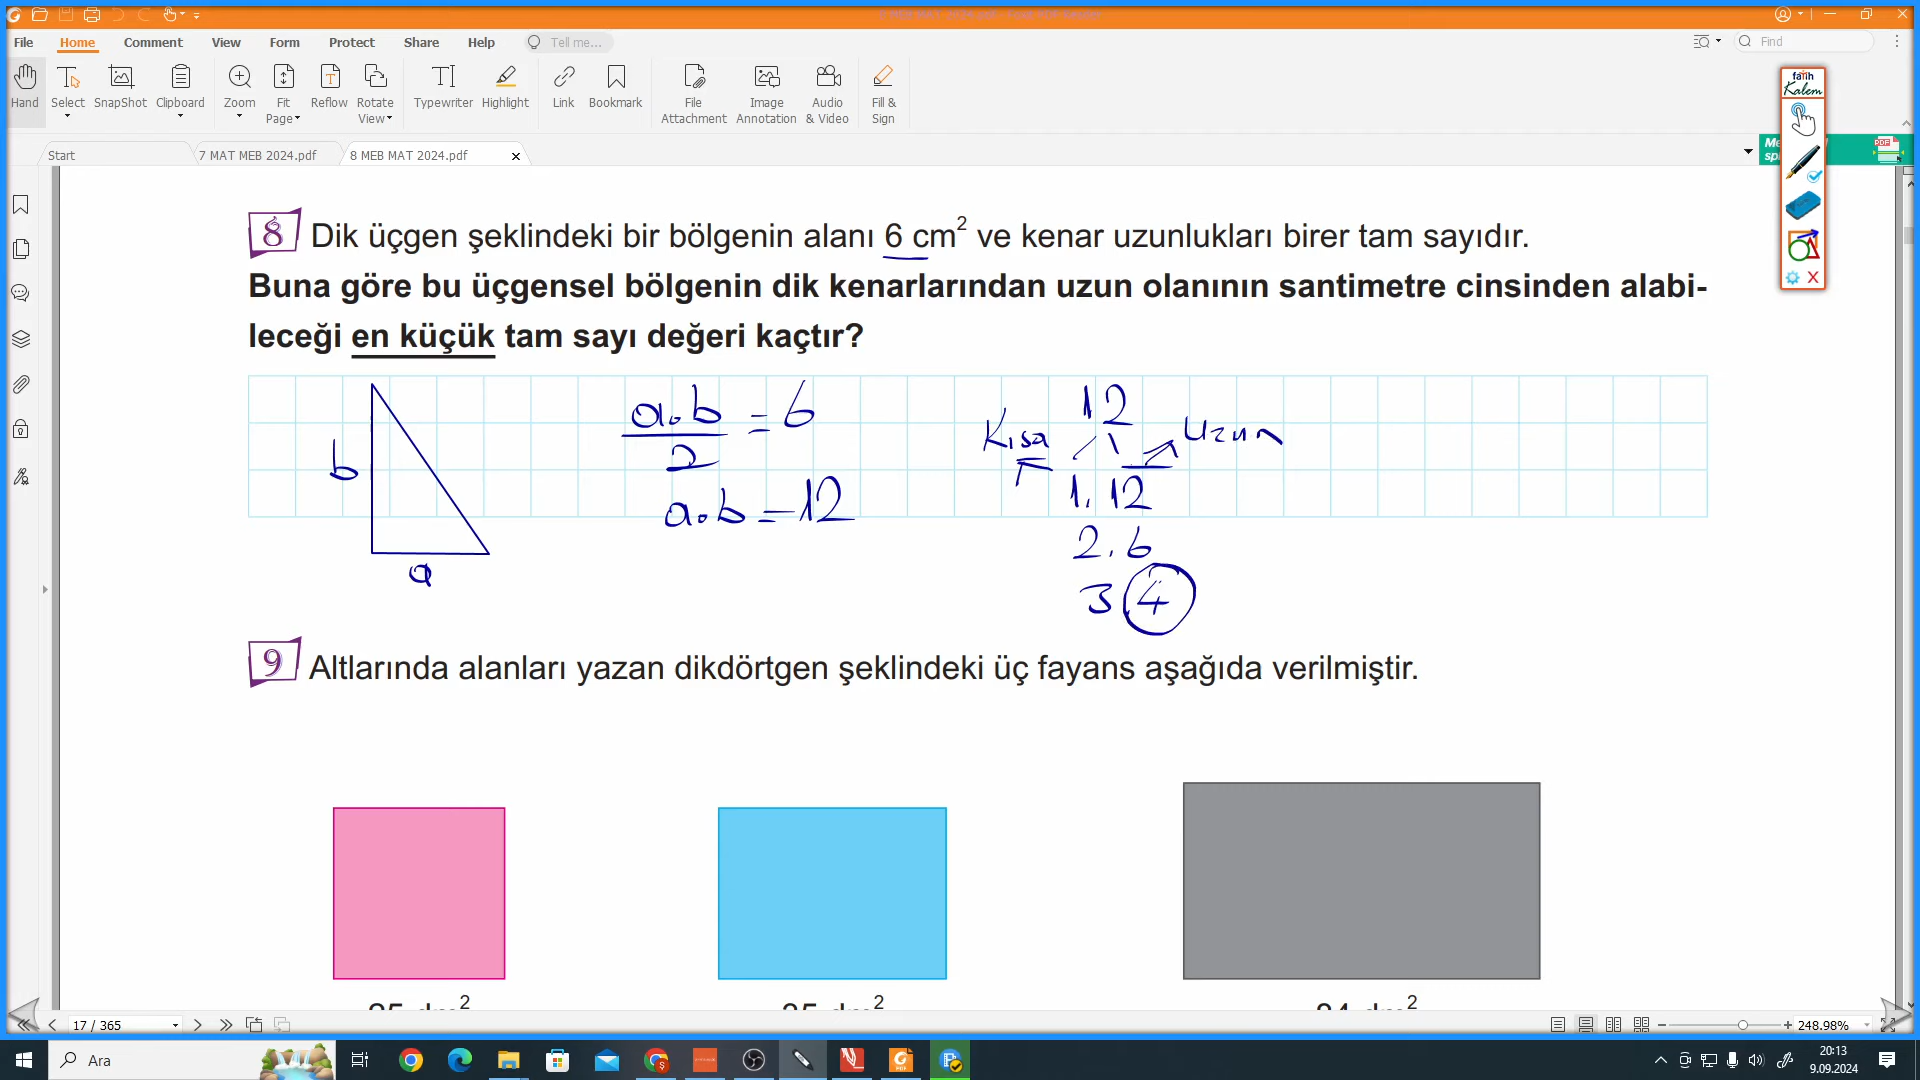 File Home Comment View Form Protect Share Help Tell me... Find
Hand Select SnapShot Clipboard Zoom Fit Page Reflow Rotate View Typewriter Highlight Link Bookmark File Attachment Image Annotation Audio & Video Fill & Sign
fatih
Kalem
Start 7 MAT MEB 2024.pdf 8 MEB MAT 2024.pdf
8 Dik üçgen şeklindeki bir bölgenin alanı 6 cm² ve kenar uzunlukları birer tam sayıdır.
Buna göre bu üçgensel bölgenin dik kenarlarından uzun olanının santimetre cinsinden alabi-
leceği en küçük tam sayı değeri kaçtır?
b
a
a.b/2 = 6
a.b = 12
12
Kısa Uzun
1.12
2.6
3 4
9 Altlarında alanları yazan dikdörtgen şeklindeki üç fayans aşağıda verilmiştir.
17 / 365 248.98%
Ara 20:13
9.09.2024